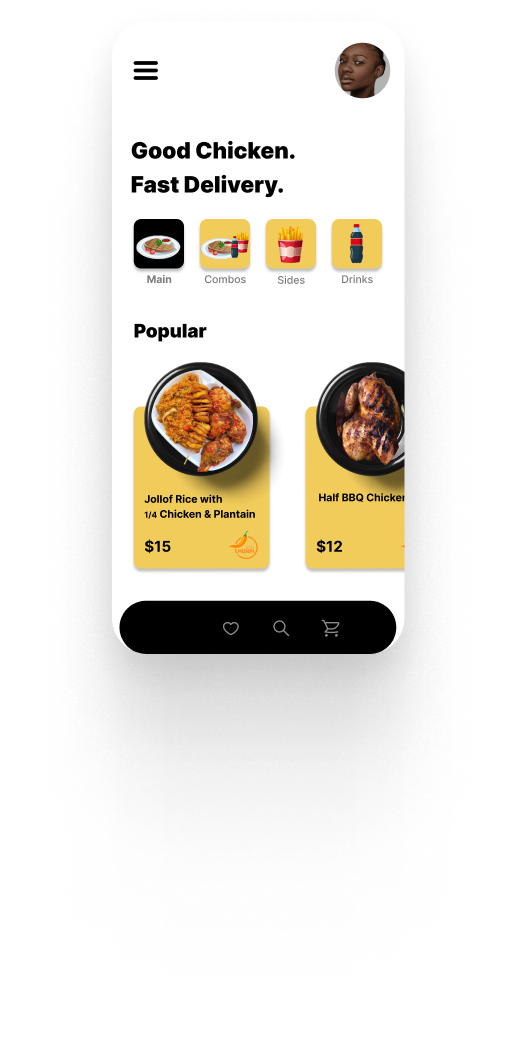 Good Chicken.
Fast Delivery.
Main
Combos
Sides
Drinks
Popular
Jollof Rice with
1/4 Chicken & Plantain
$15
Half BBQ Chicken
$12